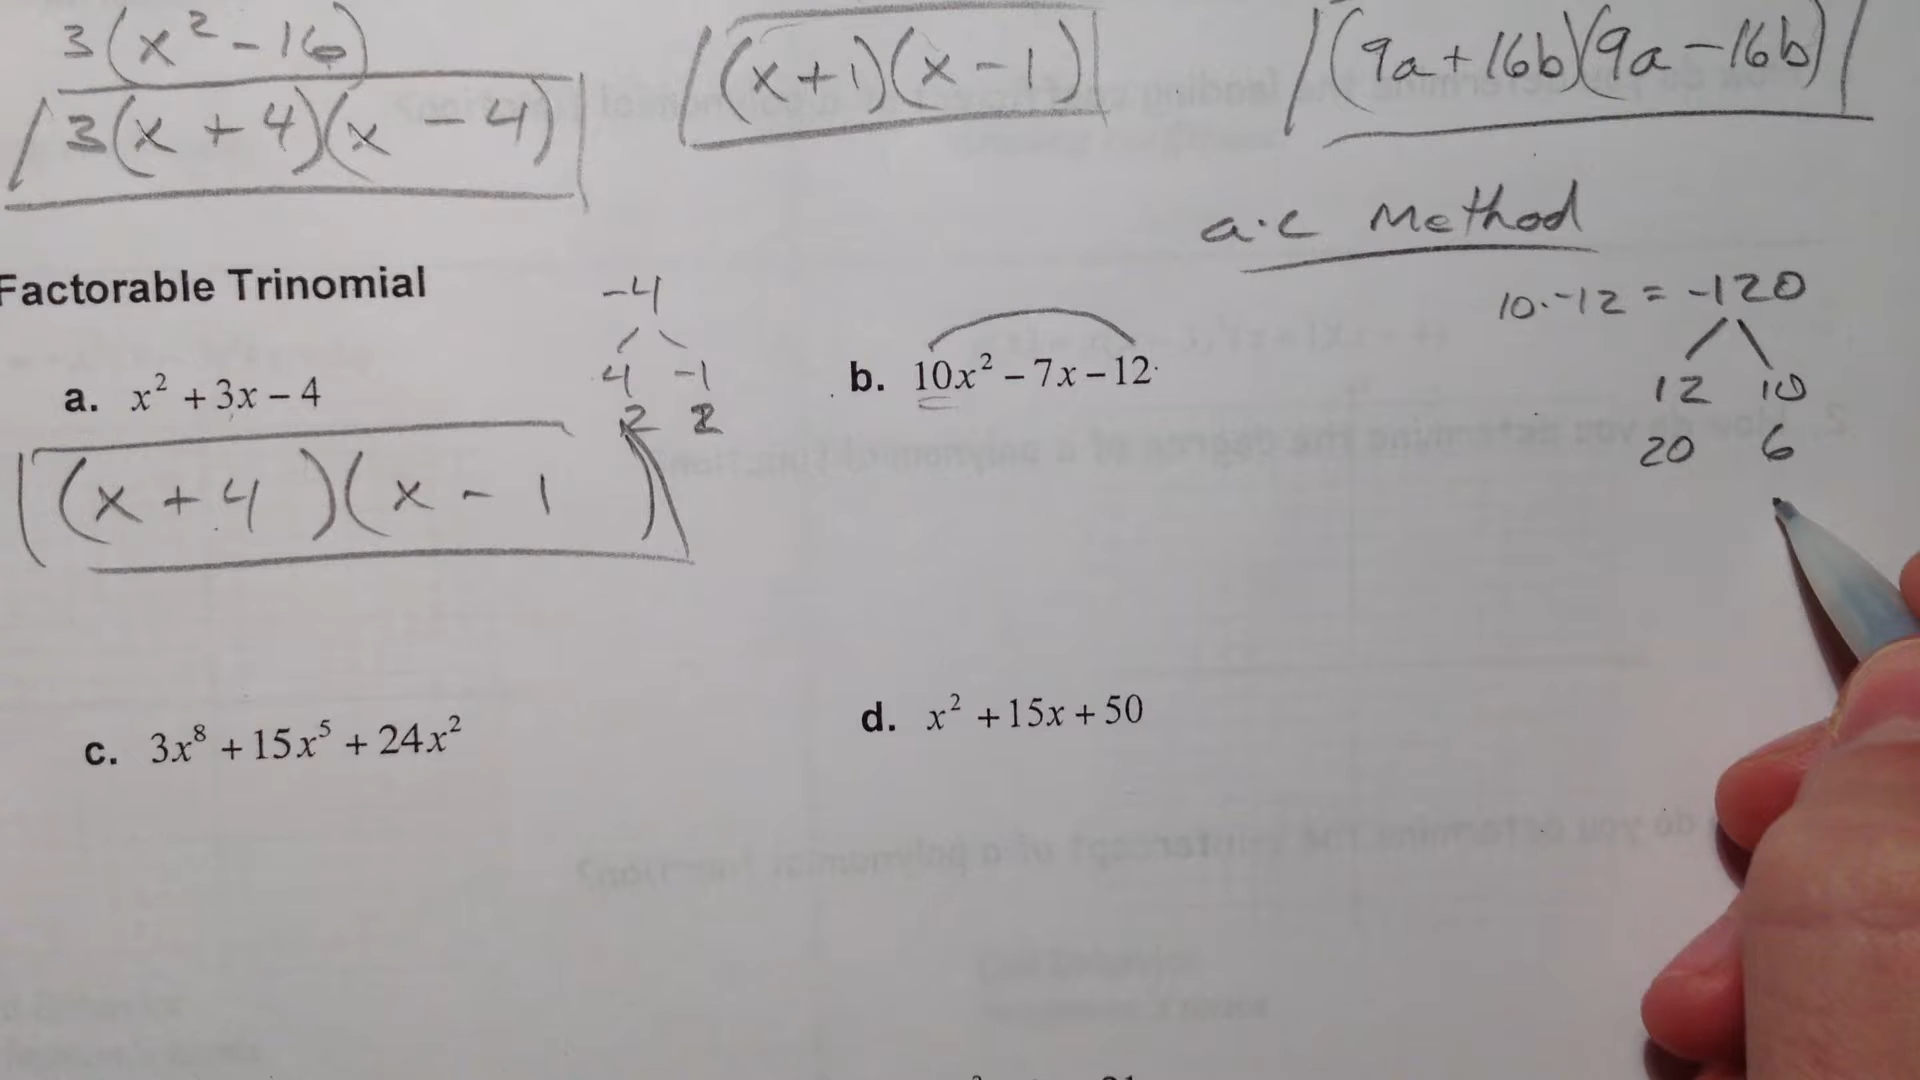 3(x² - 16)
3(x + 4)(x - 4)
(x + 1)(x - 1)
(9a + 16b)(9a - 16b)
a·c Method
Factorable Trinomial
-4
4 -1
2 2
a. x² + 3x - 4
(x + 4)(x - 1)
b. 10x² - 7x - 12
10·-12 = -120
12 10
20 6
c. 3x⁸ + 15x⁵ + 24x²
d. x² + 15x + 50